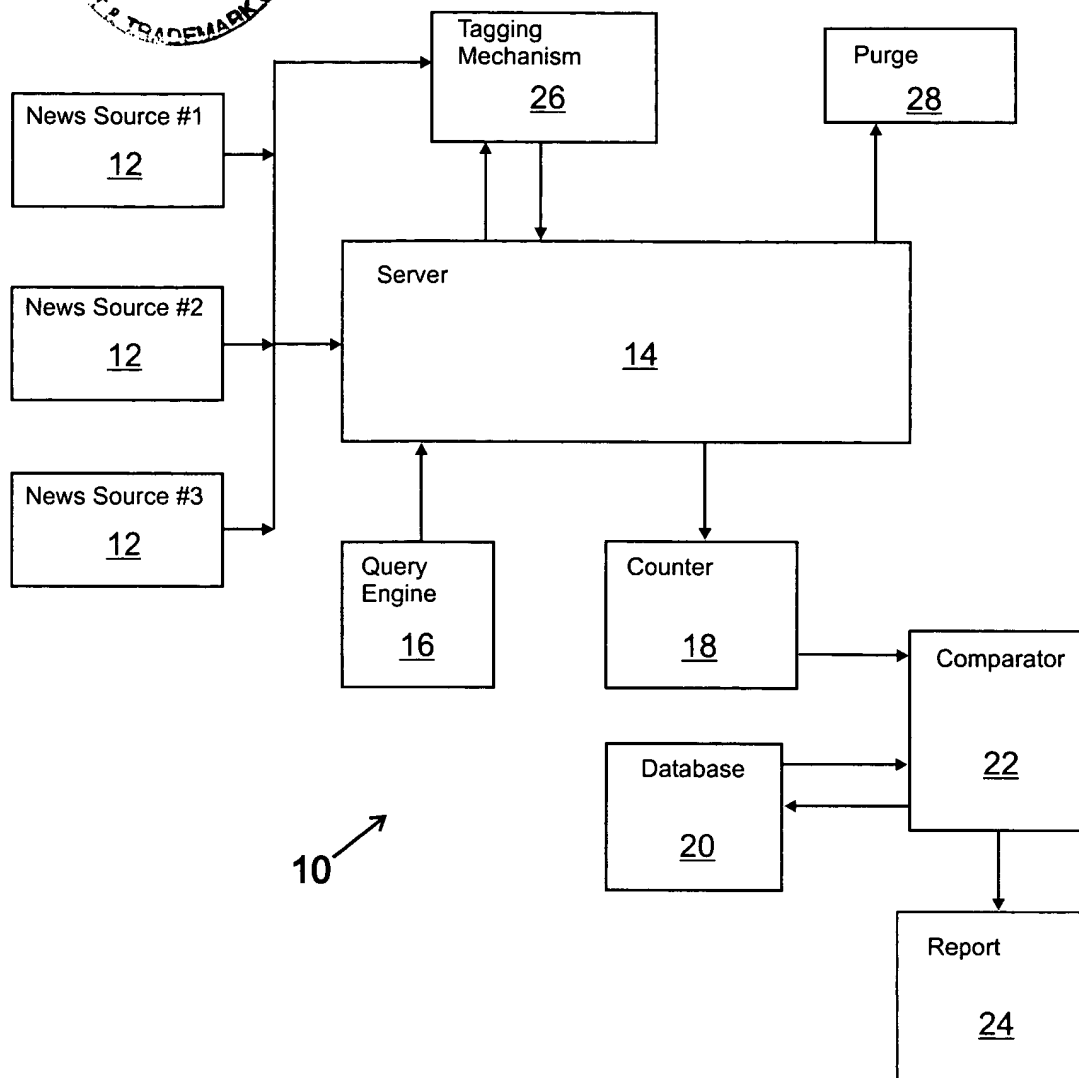 & TRADEMARK
Tagging
Mechanism
26
Purge
28
News Source #1
12
Server
14
News Source #2
12
News Source #3
12
Query
Engine
16
Counter
18
Comparator
22
Database
20
10
Report
24